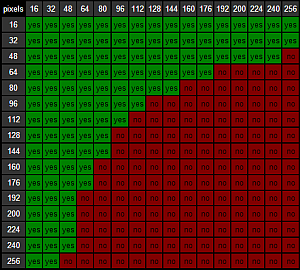 pixels 16 32 48 64 80 96 112 128 144 160 176 192 200 224 240 256
16 yes yes yes yes yes yes yes yes yes yes yes yes yes yes yes yes
32 yes yes yes yes yes yes yes yes yes yes yes yes yes yes yes yes
48 yes yes yes yes yes yes yes yes yes yes yes yes yes yes yes no
64 yes yes yes yes yes yes yes yes yes yes yes no no no no no
80 yes yes yes yes yes yes yes yes yes no no no no no no no
96 yes yes yes yes yes yes yes no no no no no no no no no
112 yes yes yes yes yes yes no no no no no no no no no no
128 yes yes yes yes yes no no no no no no no no no no no
144 yes yes yes yes yes no no no no no no no no no no no
160 yes yes yes yes no no no no no no no no no no no no
176 yes yes yes yes no no no no no no no no no no no no
192 yes yes yes no no no no no no no no no no no no no
200 yes yes yes no no no no no no no no no no no no no
224 yes yes yes no no no no no no no no no no no no no
240 yes yes yes no no no no no no no no no no no no no
256 yes yes no no no no no no no no no no no no no no